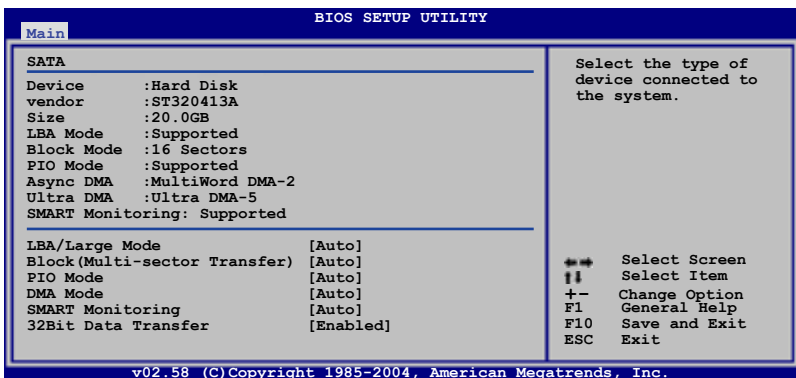 BIOS SETUP UTILITY
Main
SATA
Device :Hard Disk
vendor :ST320413A
Size :20.0GB
LBA Mode :Supported
Block Mode :16 Sectors
PIO Mode :Supported
Async DMA :MultiWord DMA-2
Ultra DMA :Ultra DMA-5
SMART Monitoring: Supported
LBA/Large Mode [Auto]
Block(Multi-sector Transfer) [Auto]
PIO Mode [Auto]
DMA Mode [Auto]
SMART Monitoring [Auto]
32Bit Data Transfer [Enabled]
Select the type of
device connected to
the system.
←→ Select Screen
↑↓ Select Item
+- Change Option
F1 General Help
F10 Save and Exit
ESC Exit
v02.58 (C)Copyright 1985-2004, American Megatrends, Inc.